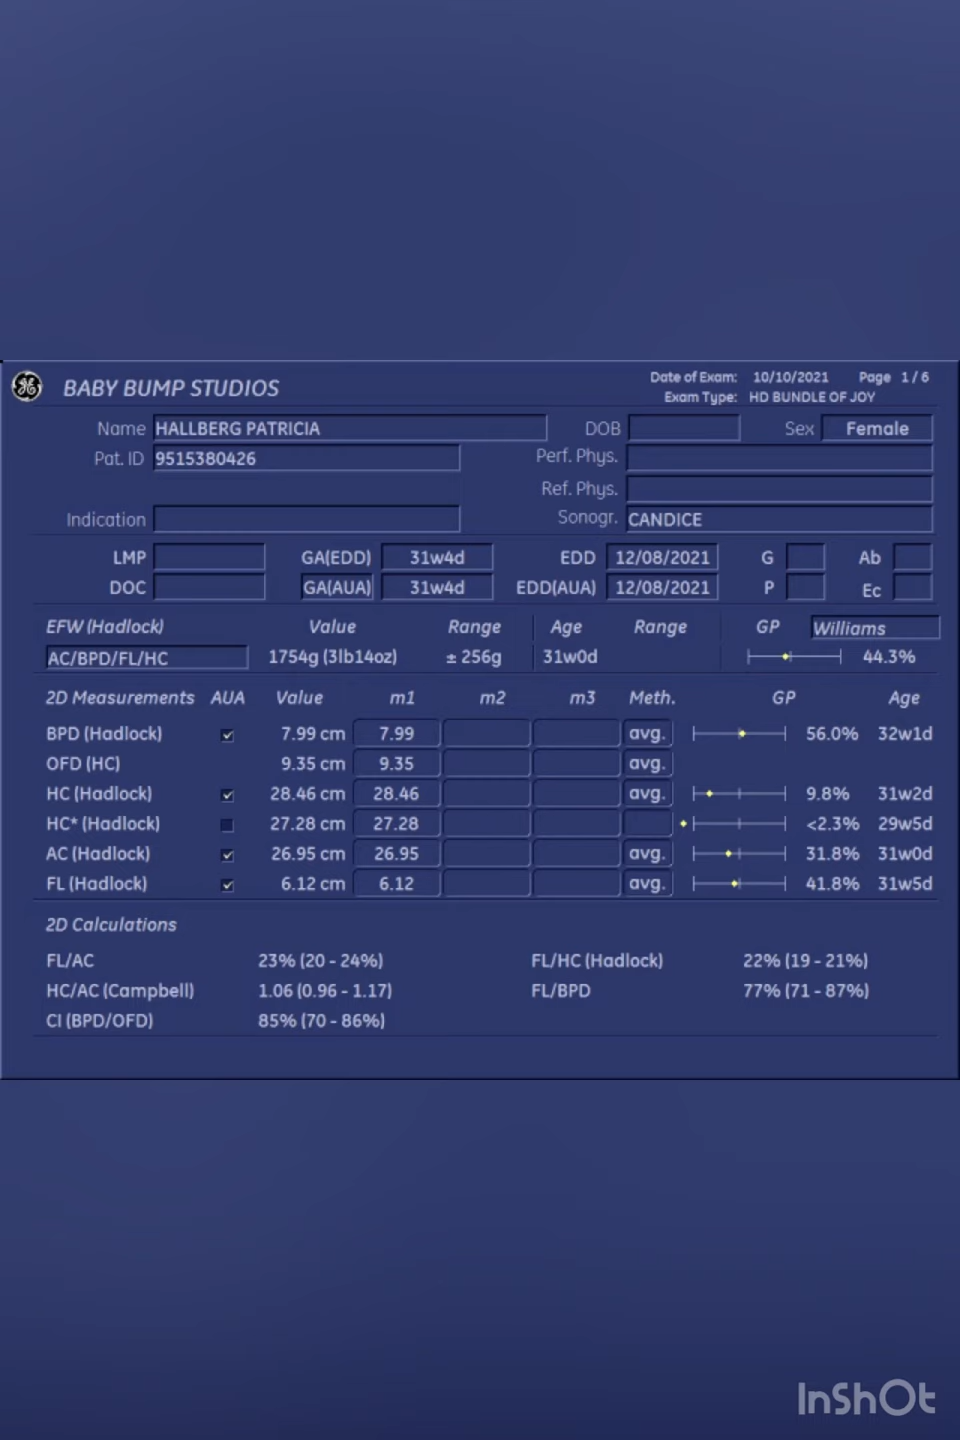 GE BABY BUMP STUDIOS Date of Exam: 10/10/2021 Page 1 / 6
Exam Type: HD BUNDLE OF JOY
Name HALLBERG PATRICIA DOB Sex Female
Pat. ID 9515380426 Perf. Phys.
Ref. Phys.
Indication Sonogr. CANDICE
LMP GA(EDD) 31w4d EDD 12/08/2021 G Ab
DOC GA(AUA) 31w4d EDD(AUA) 12/08/2021 P Ec
EFW (Hadlock) Value Range Age Range GP Williams
AC/BPD/FL/HC 1754g (3lb14oz) ± 256g 31w0d 44.3%
2D Measurements AUA Value m1 m2 m3 Meth. GP Age
BPD (Hadlock) 7.99 cm 7.99 avg. 56.0% 32w1d
OFD (HC) 9.35 cm 9.35 avg.
HC (Hadlock) 28.46 cm 28.46 avg. 9.8% 31w2d
HC* (Hadlock) 27.28 cm 27.28 <2.3% 29w5d
AC (Hadlock) 26.95 cm 26.95 avg. 31.8% 31w0d
FL (Hadlock) 6.12 cm 6.12 avg. 41.8% 31w5d
2D Calculations
FL/AC 23% (20 - 24%) FL/HC (Hadlock) 22% (19 - 21%)
HC/AC (Campbell) 1.06 (0.96 - 1.17) FL/BPD 77% (71 - 87%)
CI (BPD/OFD) 85% (70 - 86%)
InShOt